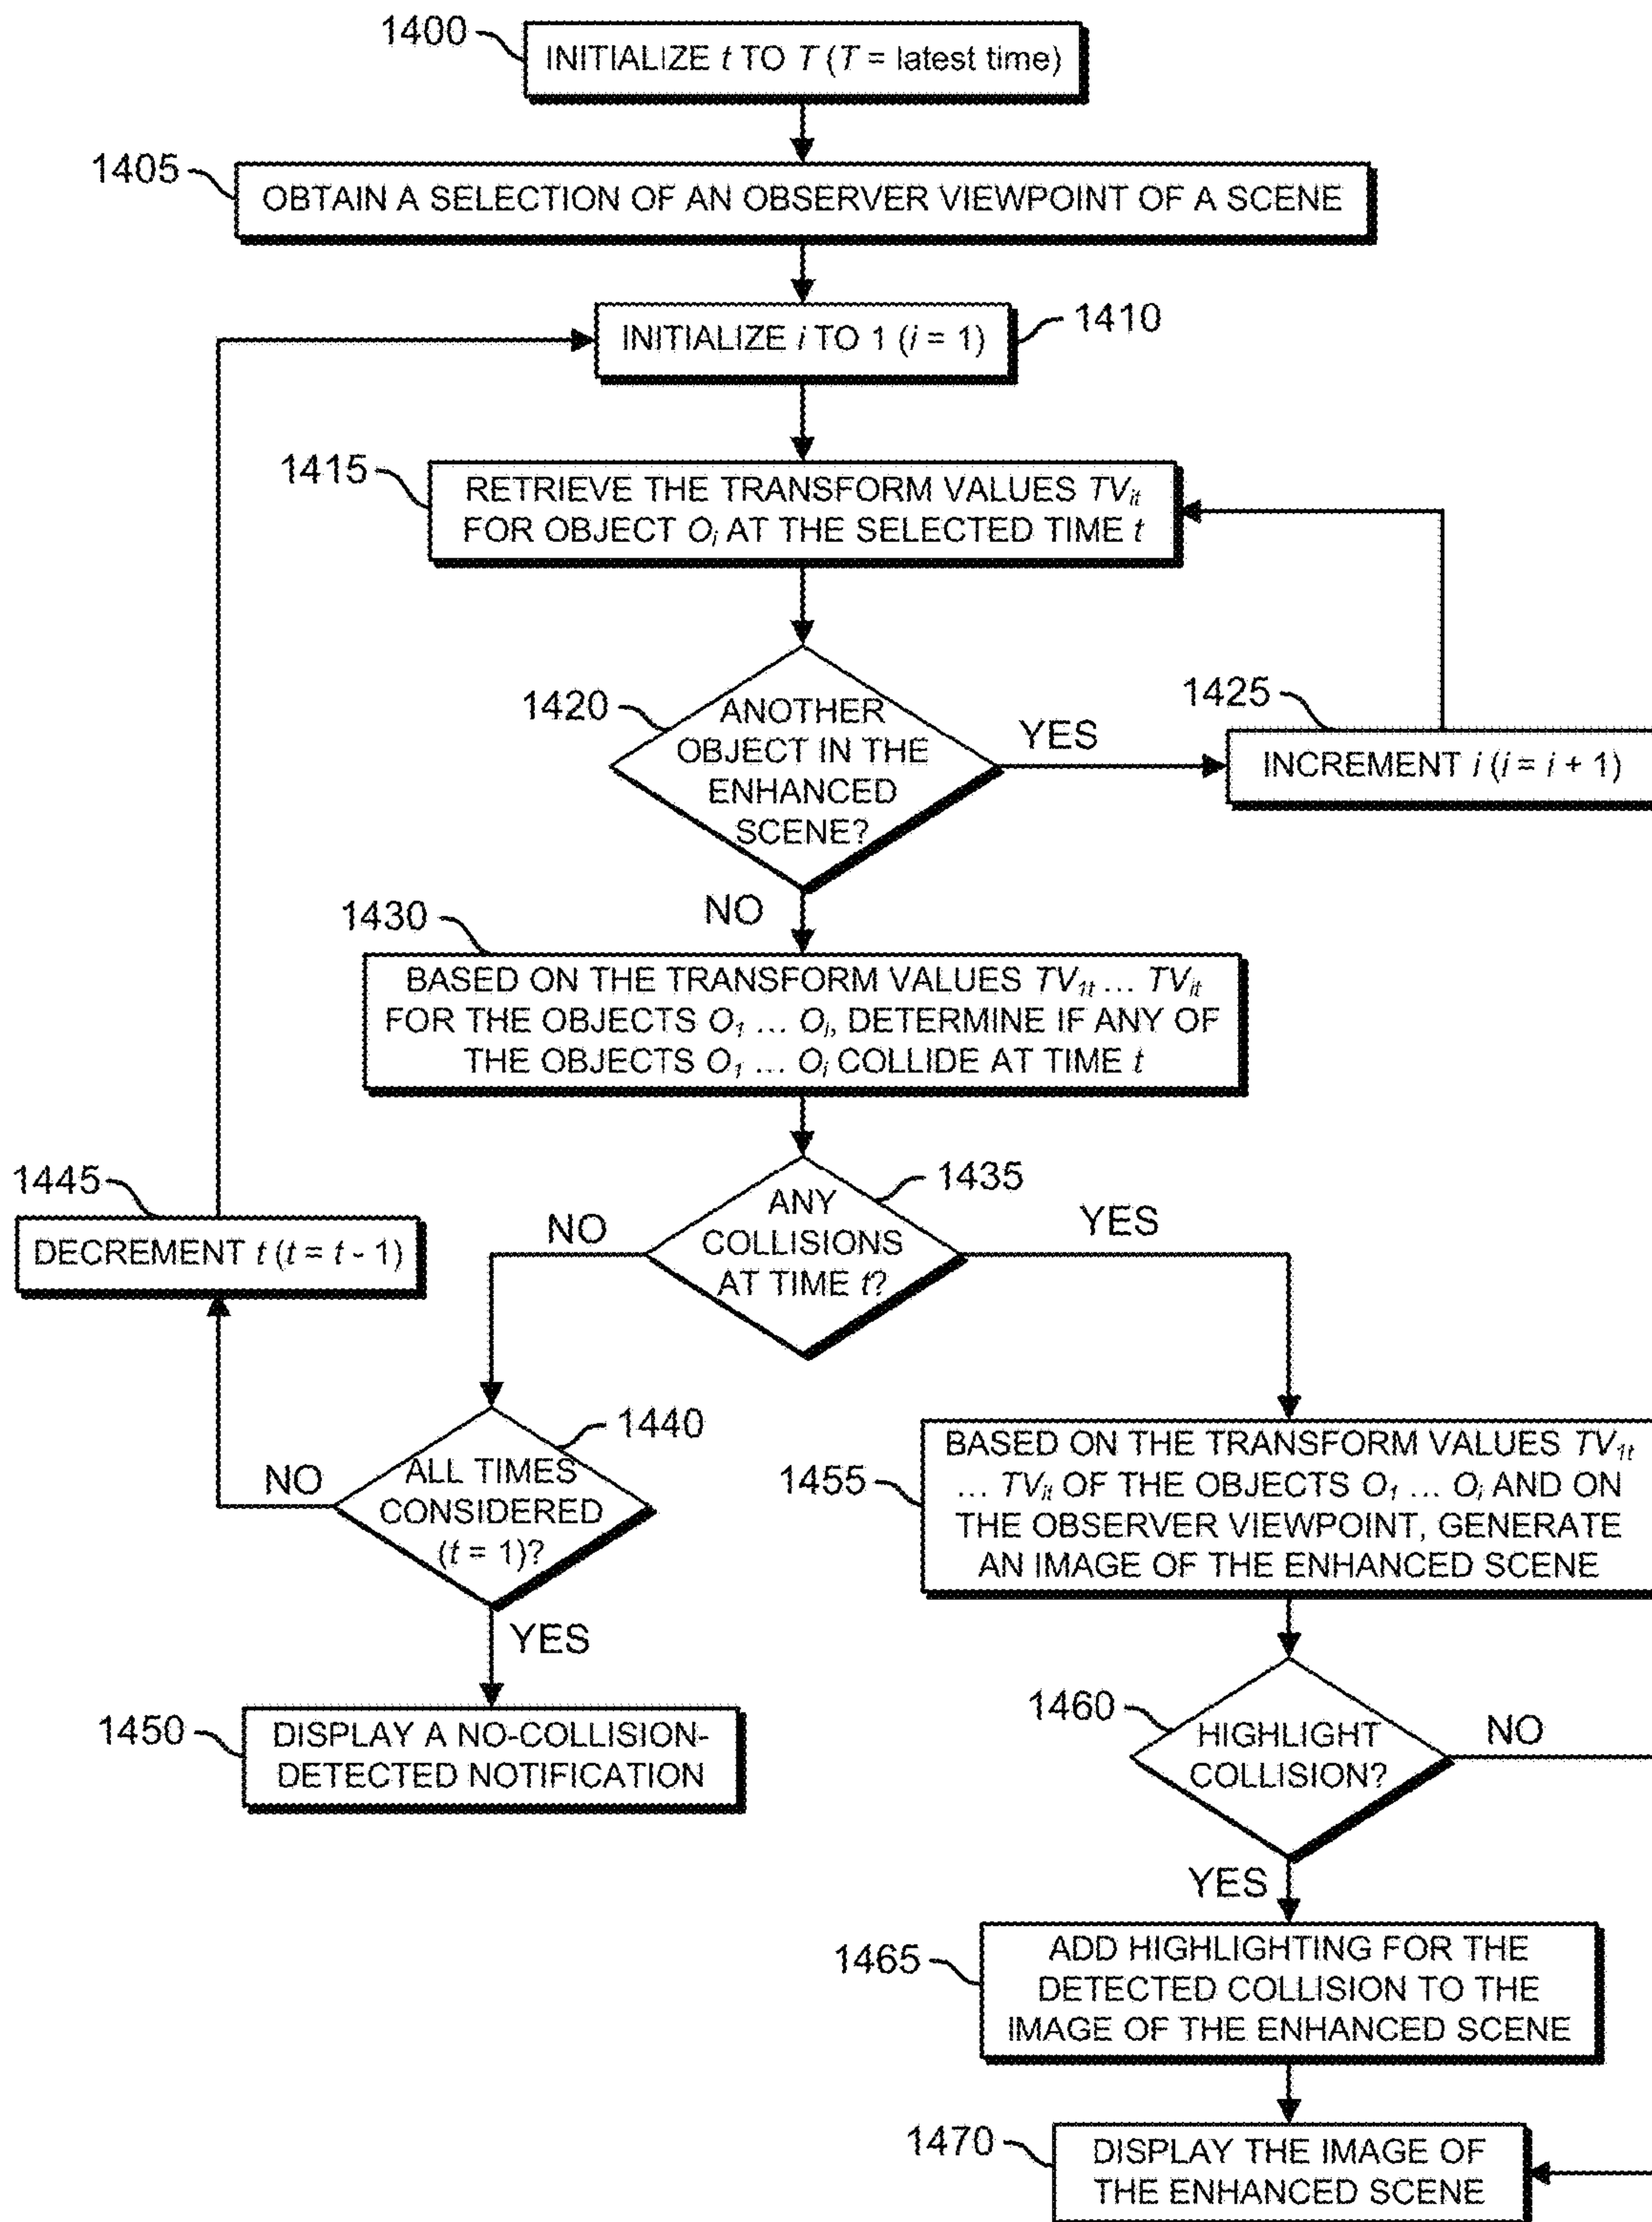 1400
INITIALIZE t TO T (T = latest time)
1405
OBTAIN A SELECTION OF AN OBSERVER VIEWPOINT OF A SCENE
INITIALIZE i TO 1 (i = 1)
1410
1415
RETRIEVE THE TRANSFORM VALUES TVit
FOR OBJECT Oi AT THE SELECTED TIME t
1420
ANOTHER
OBJECT IN THE
ENHANCED
SCENE?
YES
1425
INCREMENT i (i = i + 1)
NO
1430
BASED ON THE TRANSFORM VALUES TV1t ... TVit
FOR THE OBJECTS O1 ... Oi, DETERMINE IF ANY OF
THE OBJECTS O1 ... Oi COLLIDE AT TIME t
1435
ANY
COLLISIONS
AT TIME t?
NO
YES
1445
DECREMENT t (t = t - 1)
1440
ALL TIMES
CONSIDERED
(t = 1)?
NO
YES
1450
DISPLAY A NO-COLLISION-
DETECTED NOTIFICATION
1455
BASED ON THE TRANSFORM VALUES TV1t
... TVit OF THE OBJECTS O1 ... Oi AND ON
THE OBSERVER VIEWPOINT, GENERATE
AN IMAGE OF THE ENHANCED SCENE
1460
HIGHLIGHT
COLLISION?
NO
YES
1465
ADD HIGHLIGHTING FOR THE
DETECTED COLLISION TO THE
IMAGE OF THE ENHANCED SCENE
1470
DISPLAY THE IMAGE OF
THE ENHANCED SCENE